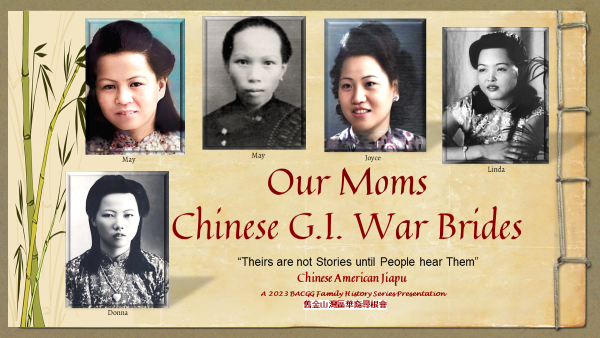 May
May
Joyce
Linda
Donna
Our Moms
Chinese G.I. War Brides
“Theirs are not Stories until People hear Them”
Chinese American Jiapu
A 2023 BACGG Family History Series Presentation
舊金山灣區華裔尋根會